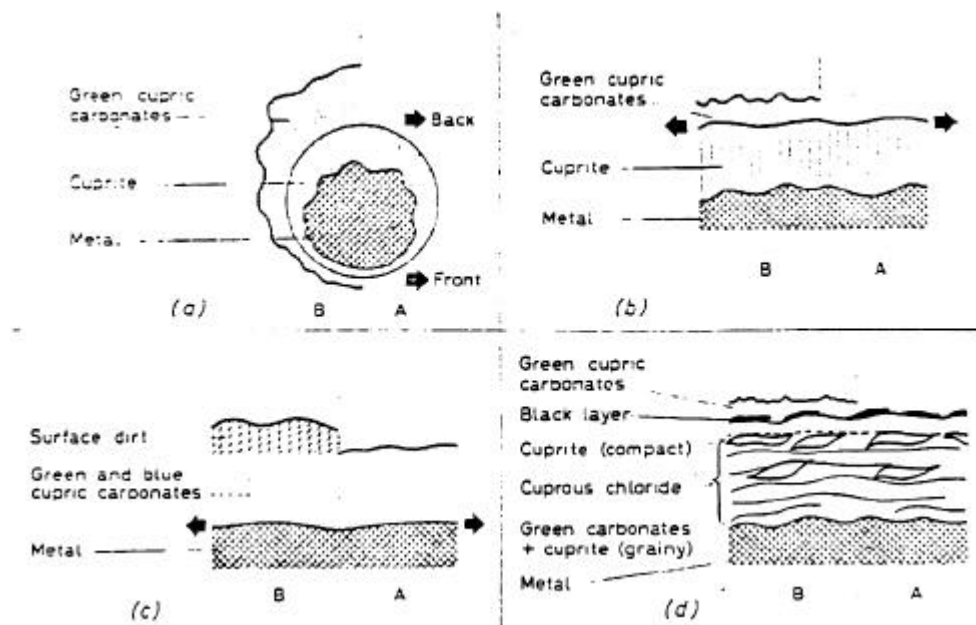 Green cupric
carbonates
Back
Cuprite
Metal
Front
B A
(a)
Green cupric
carbonates
Cuprite
Metal
B A
(b)
Surface dirt
Green and blue
cupric carbonates
Metal
B A
(c)
Green cupric
carbonates
Black layer
Cuprite (compact)
Cuprous chloride
Green carbonates
+ cuprite (grainy)
Metal
B A
(d)